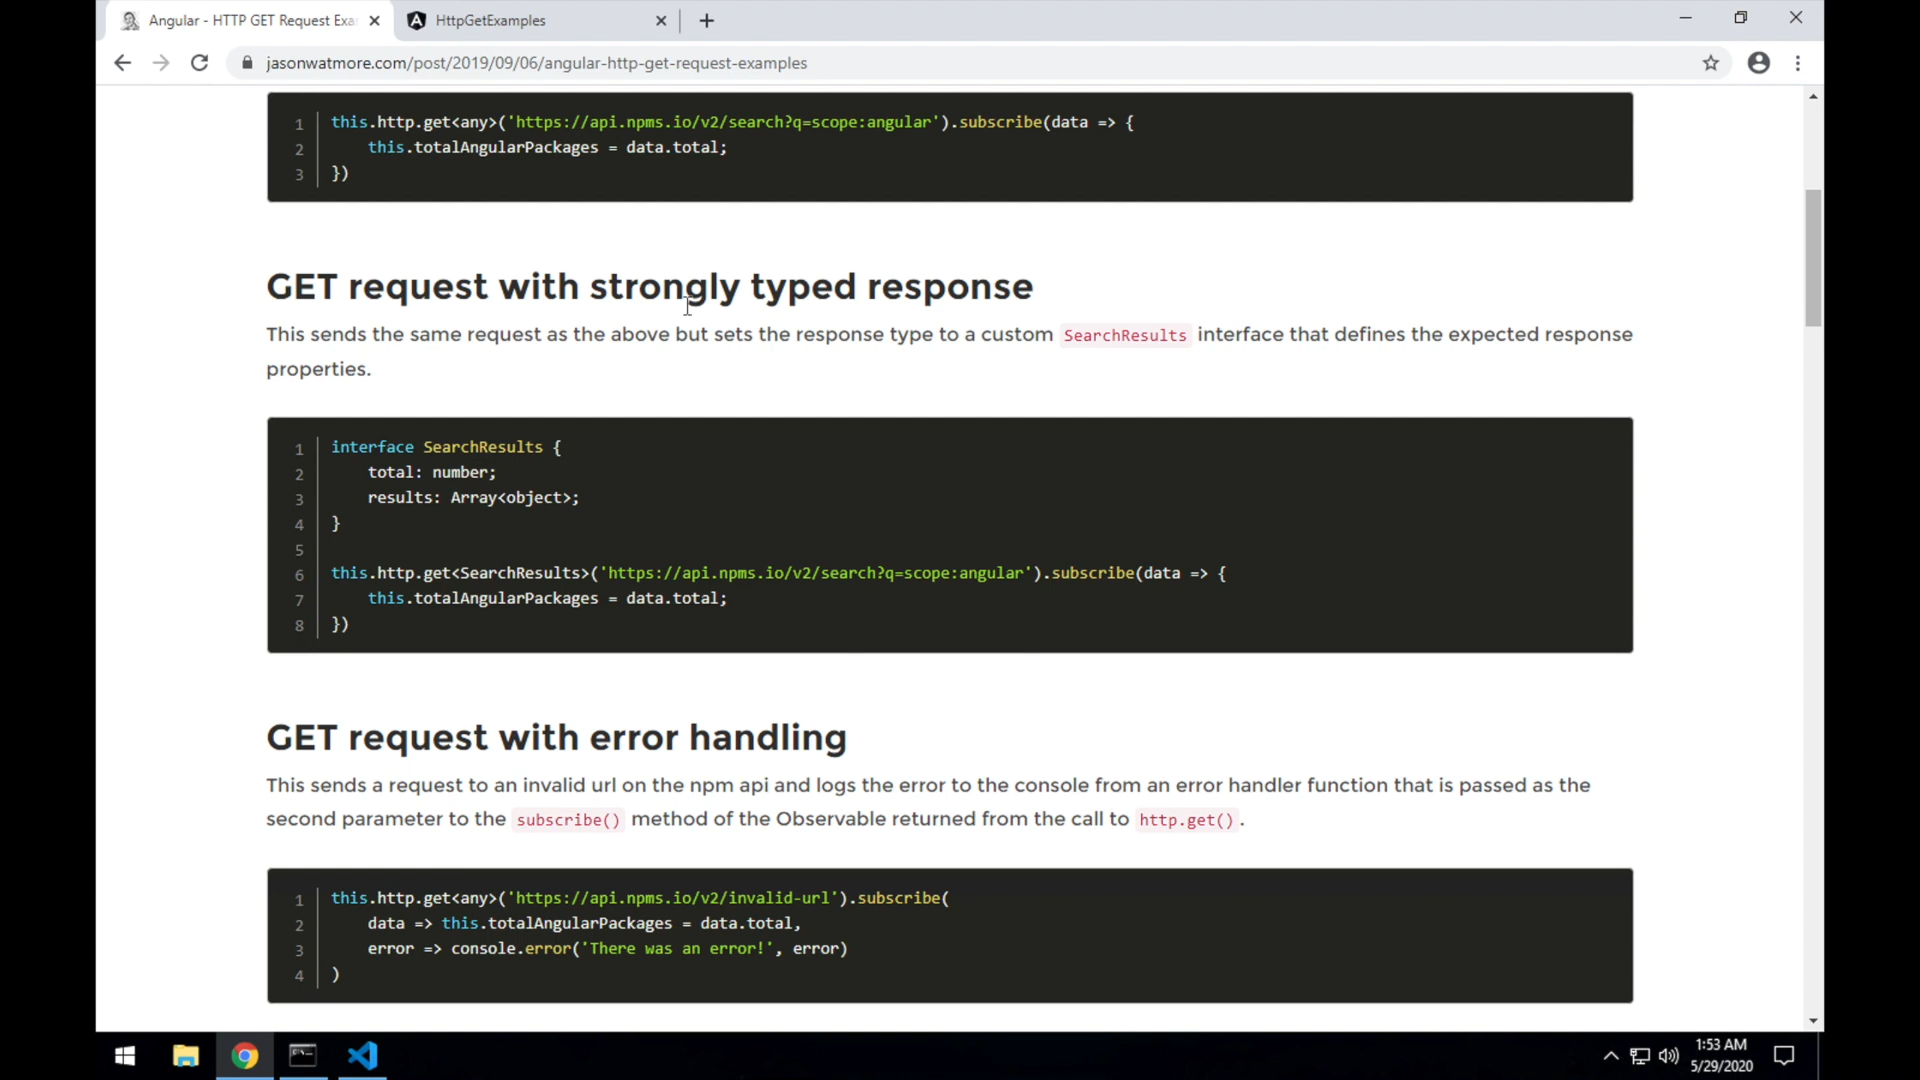 Angular - HTTP GET Request Exa
HttpGetExamples
jasonwatmore.com/post/2019/09/06/angular-http-get-request-examples
1 this.http.get<any>('https://api.npms.io/v2/search?q=scope:angular').subscribe(data => {
2     this.totalAngularPackages = data.total;
3 })
GET request with strongly typed response
This sends the same request as the above but sets the response type to a custom SearchResults interface that defines the expected response
properties.
1 interface SearchResults {
2     total: number;
3     results: Array<object>;
4 }
5
6 this.http.get<SearchResults>('https://api.npms.io/v2/search?q=scope:angular').subscribe(data => {
7     this.totalAngularPackages = data.total;
8 })
GET request with error handling
This sends a request to an invalid url on the npm api and logs the error to the console from an error handler function that is passed as the
second parameter to the subscribe() method of the Observable returned from the call to http.get().
1 this.http.get<any>('https://api.npms.io/v2/invalid-url').subscribe(
2     data => this.totalAngularPackages = data.total,
3     error => console.error('There was an error!', error)
4 )
1:53 AM
5/29/2020